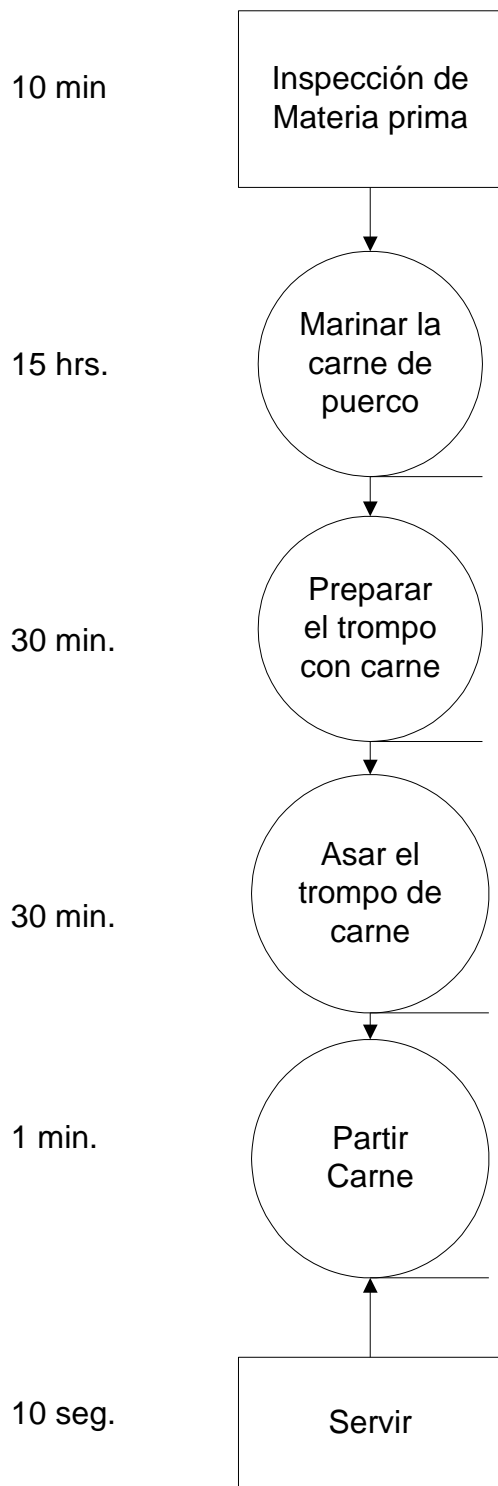 10 min
Inspección de
Materia prima
15 hrs.
Marinar la
carne de
puerco
30 min.
Preparar
el trompo
con carne
30 min.
Asar el
trompo de
carne
1 min.
Partir
Carne
10 seg.
Servir